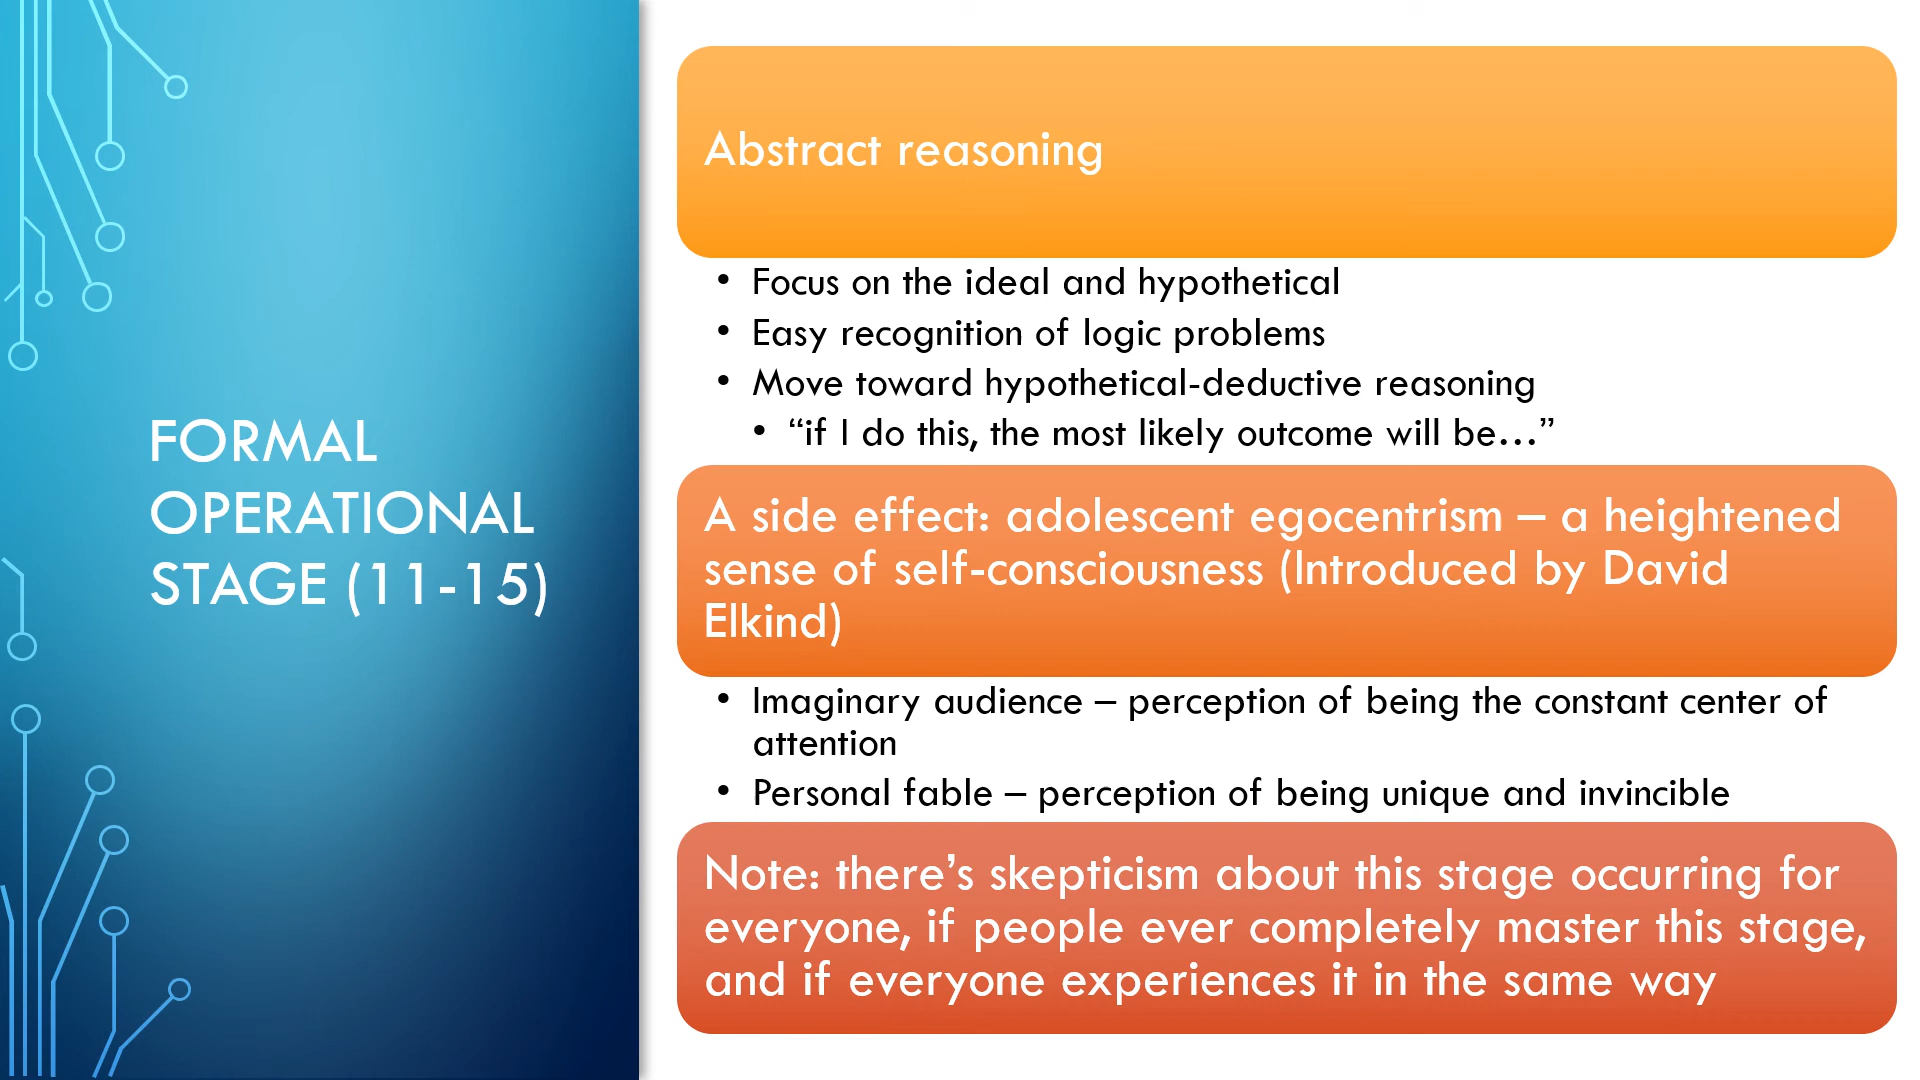 FORMAL
OPERATIONAL
STAGE (11-15)
Abstract reasoning
• Focus on the ideal and hypothetical
• Easy recognition of logic problems
• Move toward hypothetical-deductive reasoning
• “if I do this, the most likely outcome will be…”
A side effect: adolescent egocentrism – a heightened
sense of self-consciousness (Introduced by David
Elkind)
• Imaginary audience – perception of being the constant center of
attention
• Personal fable – perception of being unique and invincible
Note: there’s skepticism about this stage occurring for
everyone, if people ever completely master this stage,
and if everyone experiences it in the same way